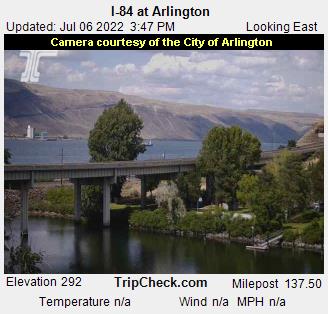 I-84 at Arlington
Updated: Jul 06 2022 3:47 PM Looking East
Camera courtesy of the City of Arlington
Elevation 292 TripCheck.com Milepost 137.50
Temperature n/a Wind n/a MPH n/a